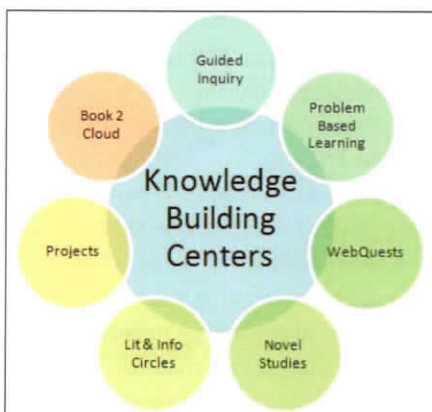 Knowledge
Building
Centers
Guided
Inquiry
Problem
Based
Learning
WebQuests
Novel
Studies
Lit & Info
Circles
Projects
Book 2
Cloud